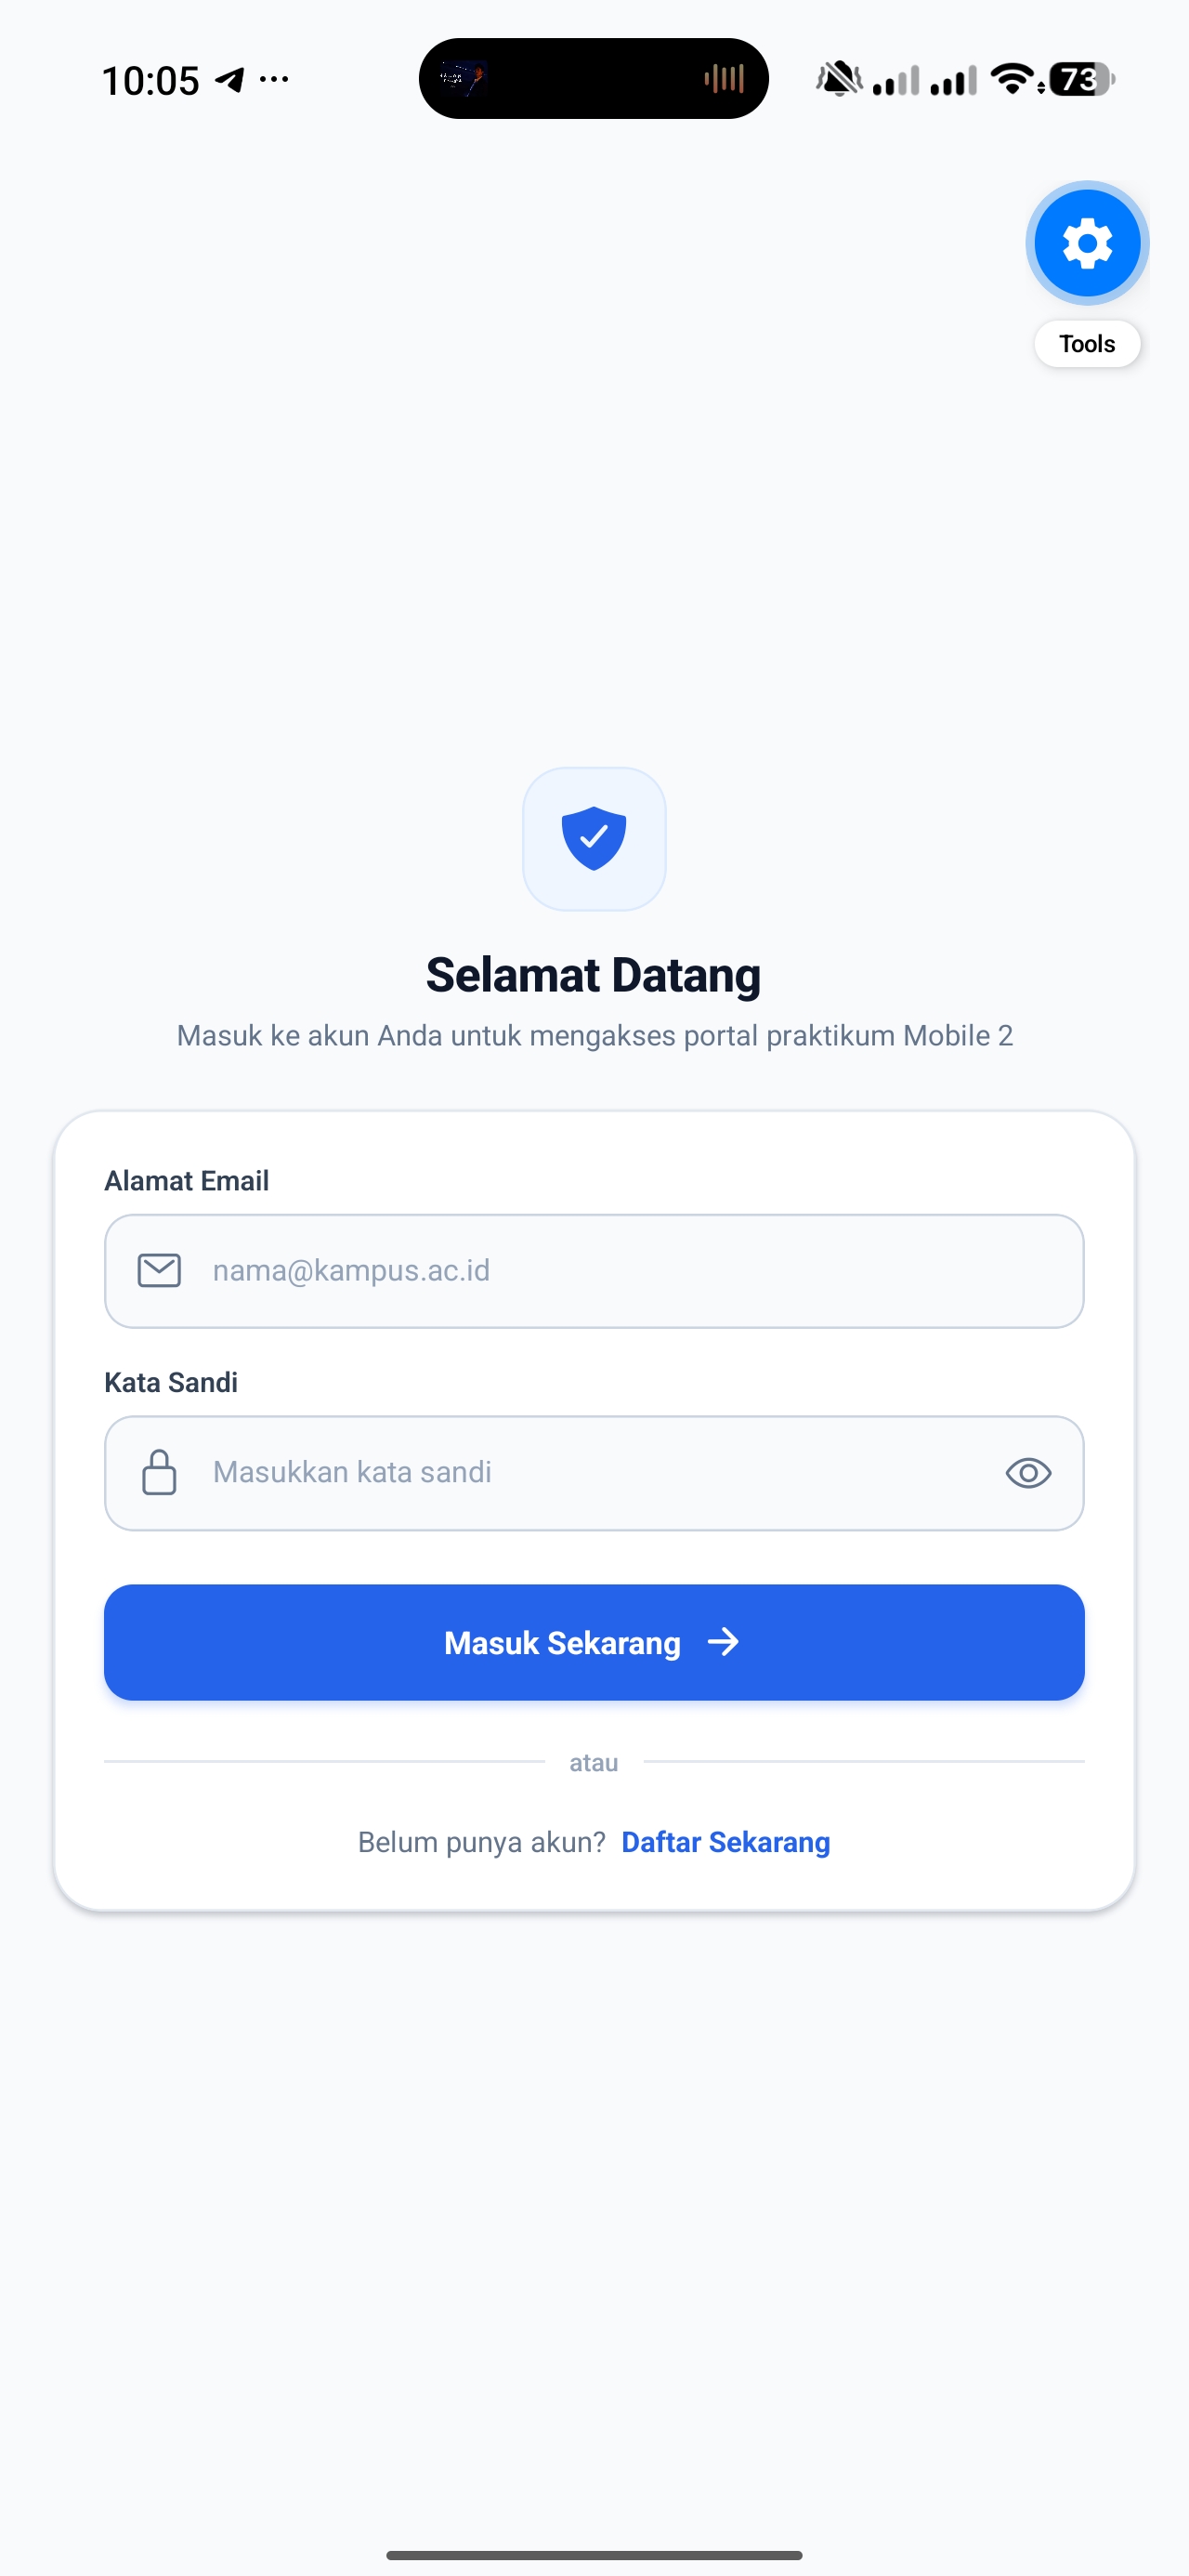 10:05
73
Tools
Selamat Datang
Masuk ke akun Anda untuk mengakses portal praktikum Mobile 2
Alamat Email
nama@kampus.ac.id
Kata Sandi
Masukkan kata sandi
Masuk Sekarang
atau
Belum punya akun? Daftar Sekarang